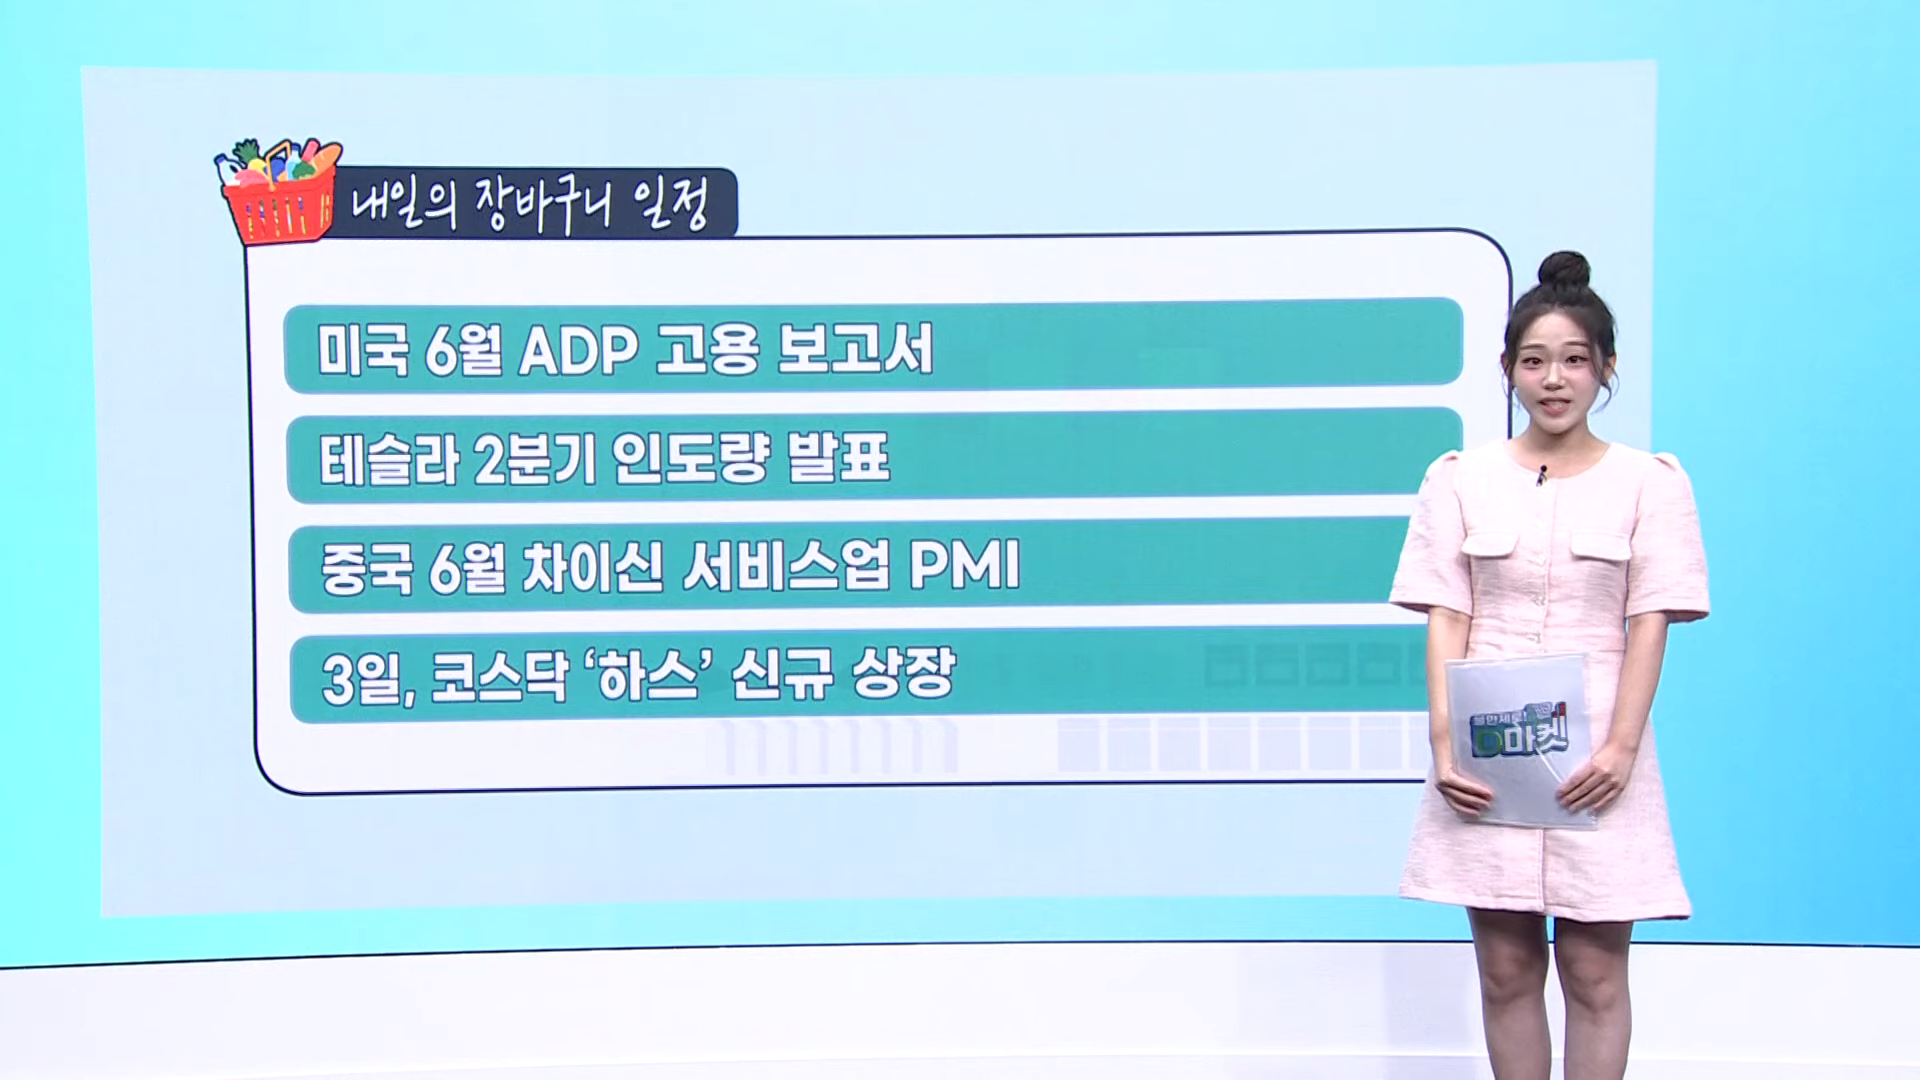 내일의 장바구니 일정
미국 6월 ADP 고용 보고서
테슬라 2분기 인도량 발표
중국 6월 차이신 서비스업 PMI
3일, 코스닥 ‘하스’ 신규 상장
마켓